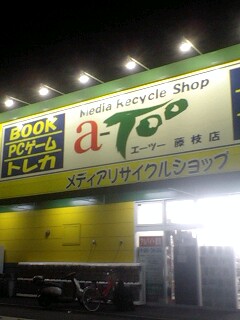 Media Recycle Shop
BOOK
PCゲーム
トレカ
a-Too
エーツー 藤枝店
メディアリサイクルショップ